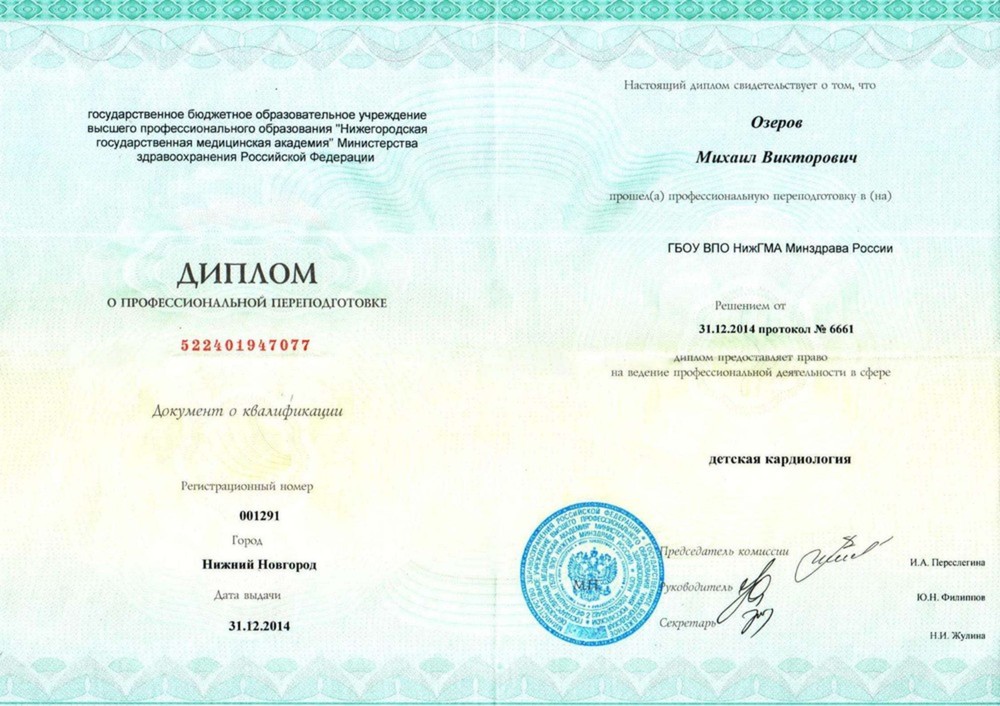 государственное бюджетное образовательное учреждение
высшего профессионального образования "Нижегородская
государственная медицинская академия" Министерства
здравоохранения Российской Федерации
ДИПЛОМ
О ПРОФЕССИОНАЛЬНОЙ ПЕРЕПОДГОТОВКЕ
522401947077
Документ о квалификации
Регистрационный номер
001291
Город
Нижний Новгород
Дата выдачи
31.12.2014
Настоящий диплом свидетельствует о том, что
Озеров
Михаил Викторович
прошел(а) профессиональную переподготовку в (на)
ГБОУ ВПО НижГМА Минздрава России
Решением от
31.12.2014 протокол № 6661
диплом предоставляет право
на ведение профессиональной деятельности в сфере
детская кардиология
М.П.
Председатель комиссии
И.А. Переслегина
Руководитель
Ю.Н. Филиппов
Секретарь
Н.И. Жулина